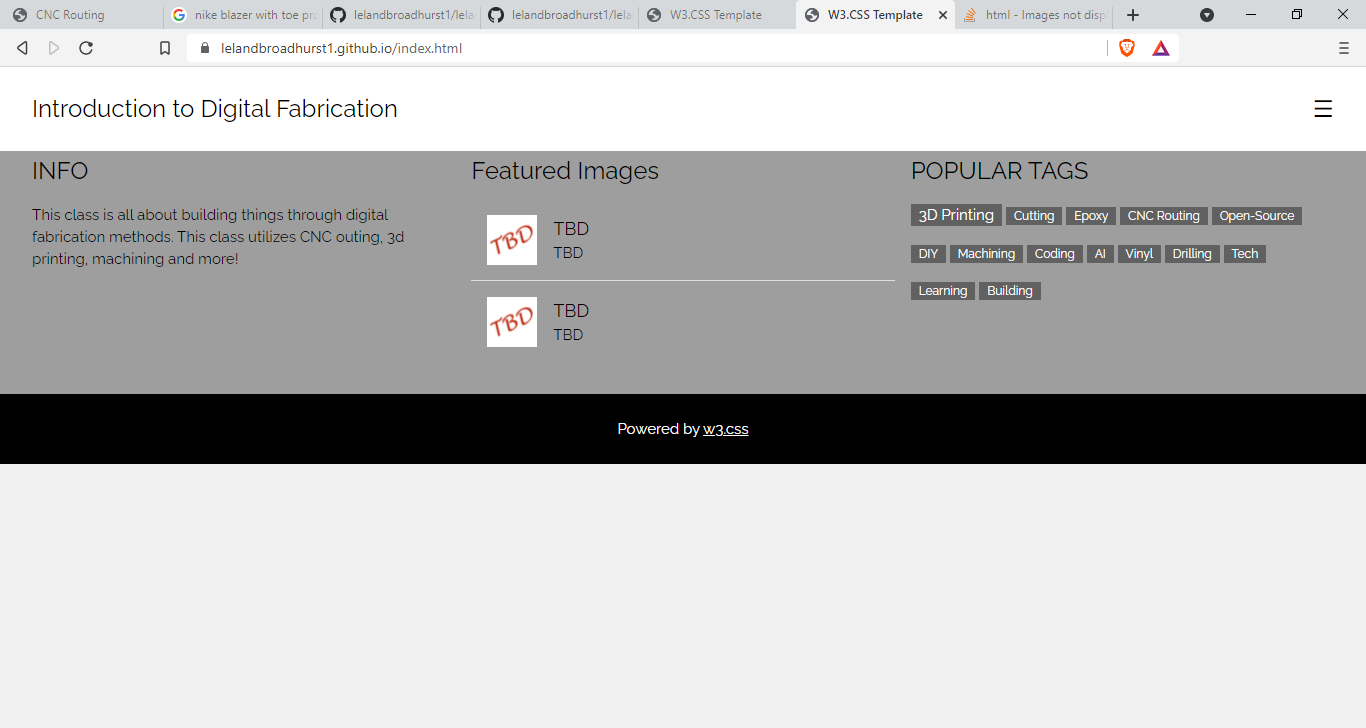 CNC Routing
nike blazer with toe pro
lelandbroadhurst1/lela
lelandbroadhurst1/lela
W3.CSS Template
W3.CSS Template
html - Images not disp
lelandbroadhurst1.github.io/index.html
Introduction to Digital Fabrication
INFO
This class is all about building things through digital
fabrication methods. This class utilizes CNC outing, 3d
printing, machining and more!
Featured Images
TBD
TBD
TBD
TBD
TBD
TBD
POPULAR TAGS
3D Printing Cutting Epoxy CNC Routing Open-Source
DIY Machining Coding AI Vinyl Drilling Tech
Learning Building
Powered by w3.css